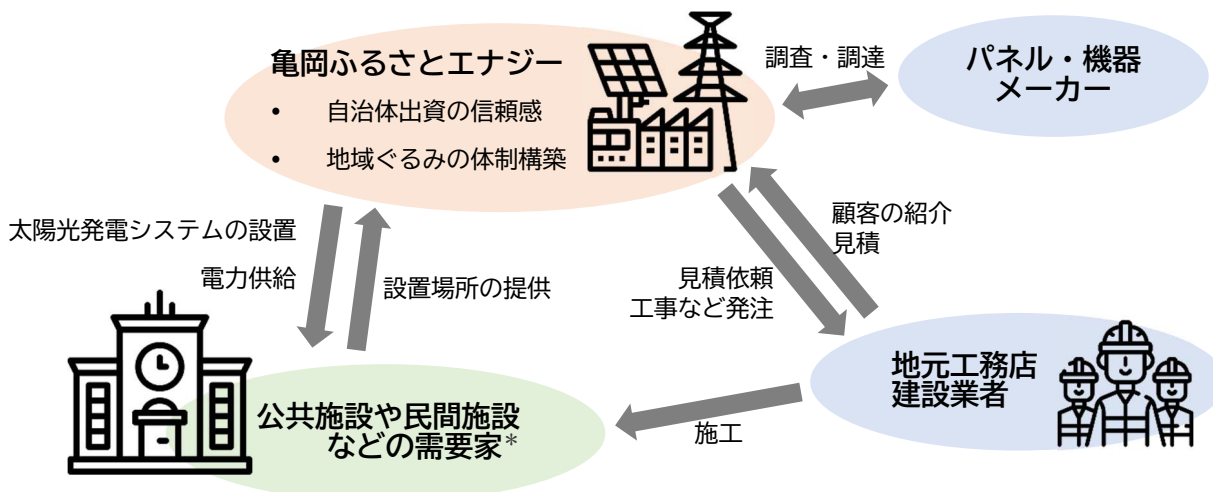 亀岡ふるさとエナジー
• 自治体出資の信頼感
• 地域ぐるみの体制構築
調査・調達
パネル・機器
メーカー
太陽光発電システムの設置
電力供給
設置場所の提供
顧客の紹介
見積
見積依頼
工事など発注
地元工務店
建設業者
公共施設や民間施設
などの需要家*
施工